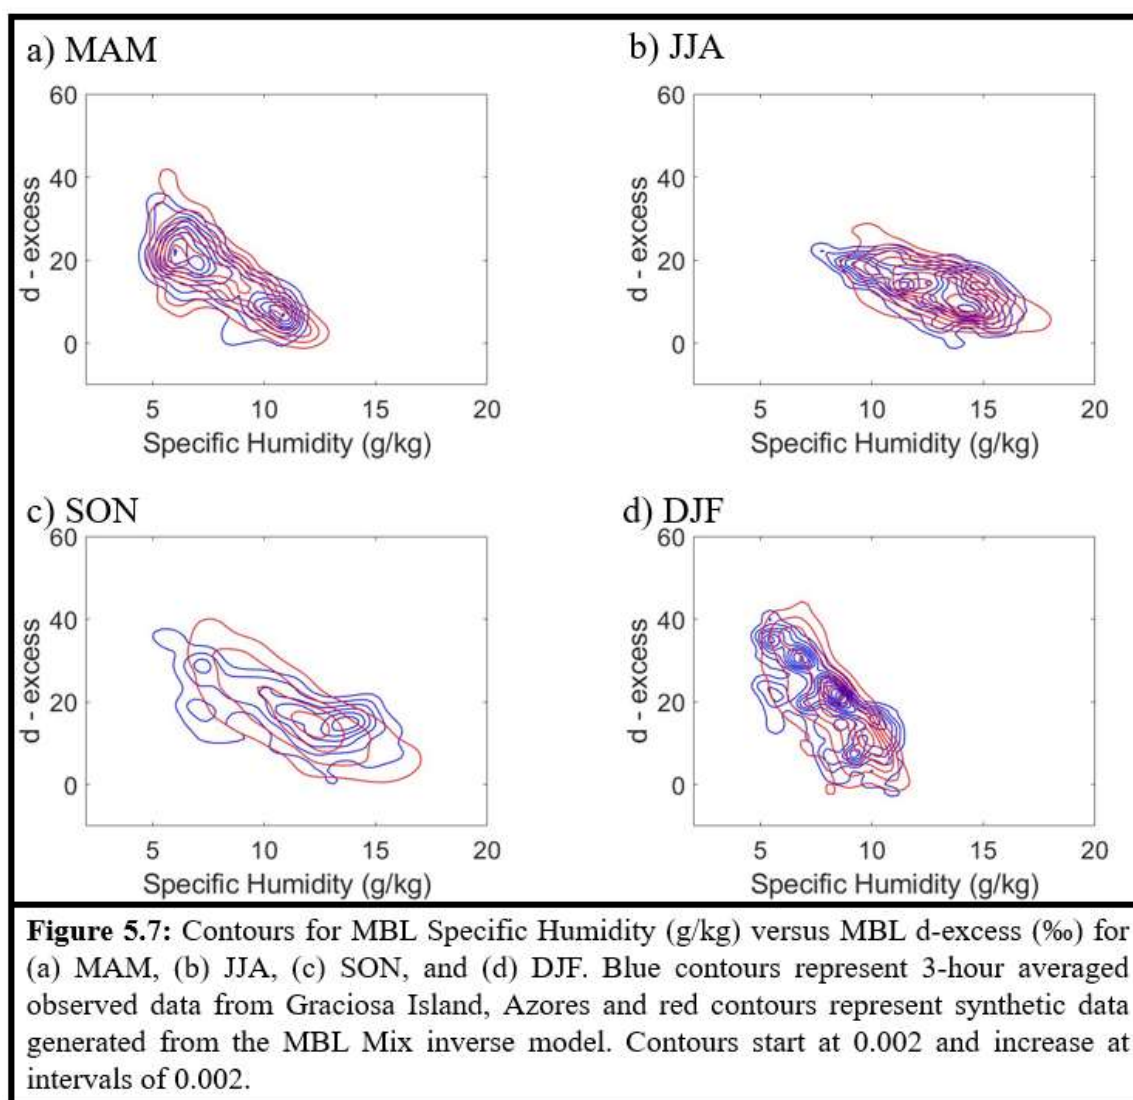 a) MAM
b) JJA
60
40
20
0
d - excess
5
10
15
20
Specific Humidity (g/kg)
60
40
20
0
d - excess
5
10
15
20
Specific Humidity (g/kg)
c) SON
d) DJF
60
40
20
0
d - excess
5
10
15
20
Specific Humidity (g/kg)
60
40
20
0
d - excess
5
10
15
20
Specific Humidity (g/kg)
Figure 5.7: Contours for MBL Specific Humidity (g/kg) versus MBL d-excess (‰) for
(a) MAM, (b) JJA, (c) SON, and (d) DJF. Blue contours represent 3-hour averaged
observed data from Graciosa Island, Azores and red contours represent synthetic data
generated from the MBL Mix inverse model. Contours start at 0.002 and increase at
intervals of 0.002.